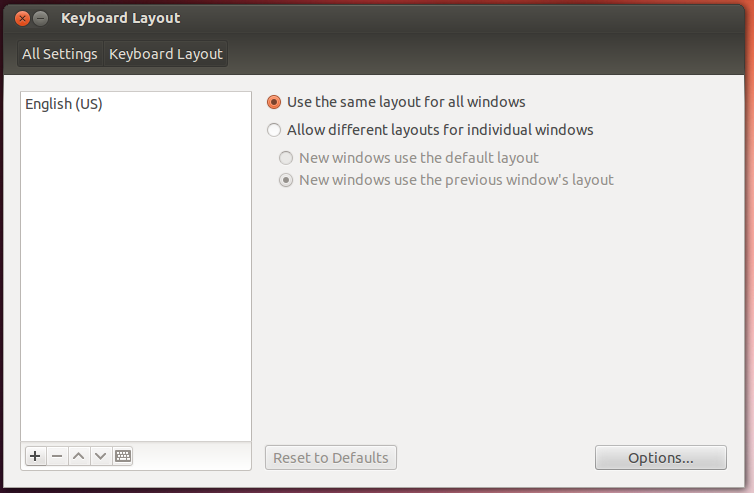 Keyboard Layout
All Settings Keyboard Layout
English (US)
Use the same layout for all windows
Allow different layouts for individual windows
New windows use the default layout
New windows use the previous window's layout
Reset to Defaults
Options...